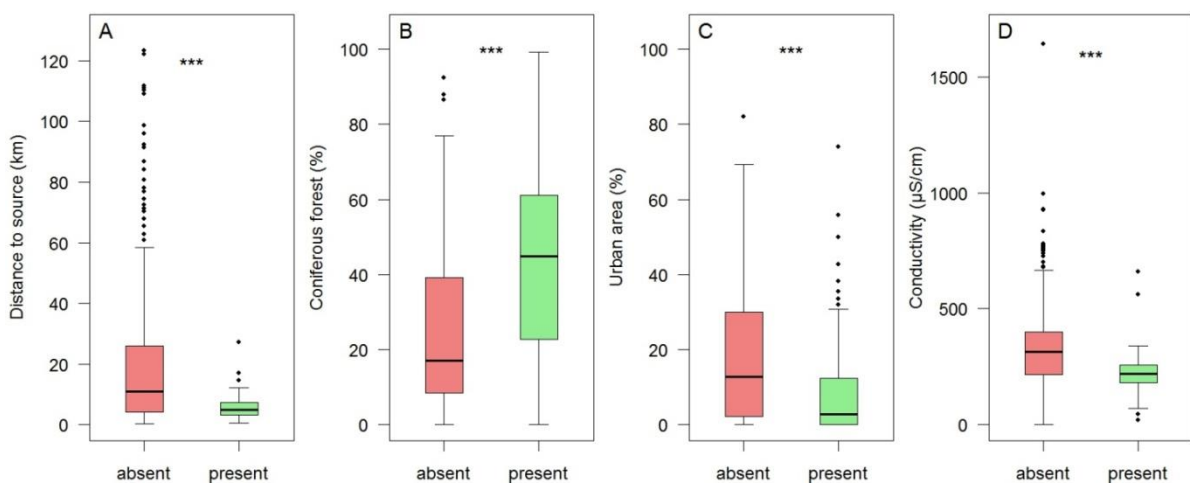 A
***
Distance to source (km)
120
100
80
60
40
20
0
absent present
B
***
Coniferous forest (%)
100
80
60
40
20
0
absent present
C
***
Urban area (%)
100
80
60
40
20
0
absent present
D
***
Conductivity (µS/cm)
1500
1000
500
0
absent present